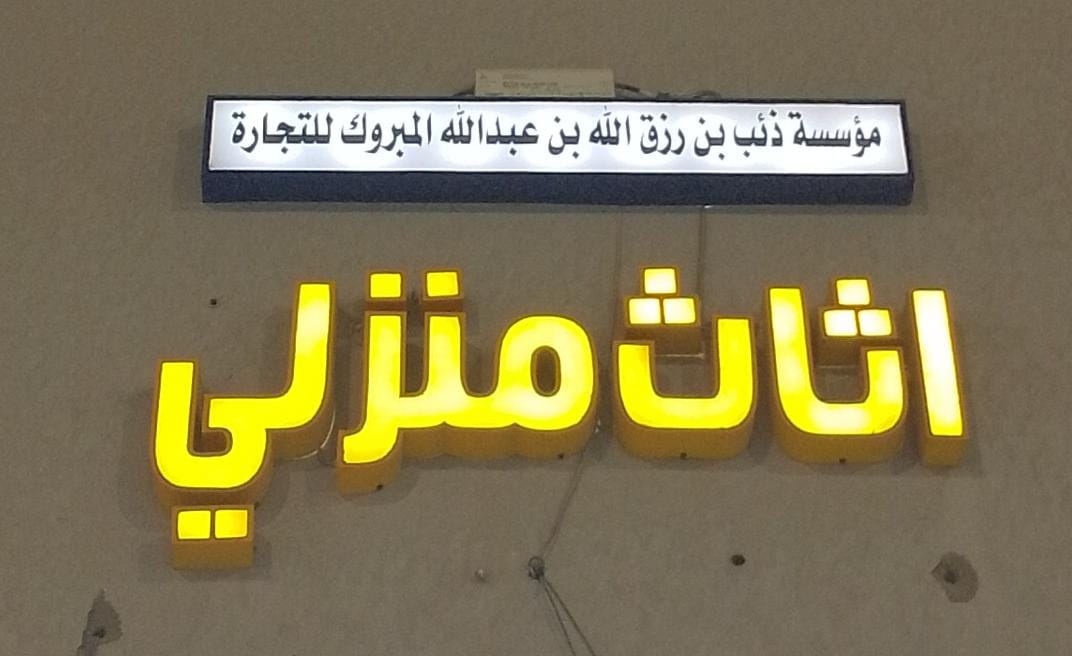 مؤسسة ذئب بن رزق الله بن عبدالله المبروك للتجارة
اثاث منزلي